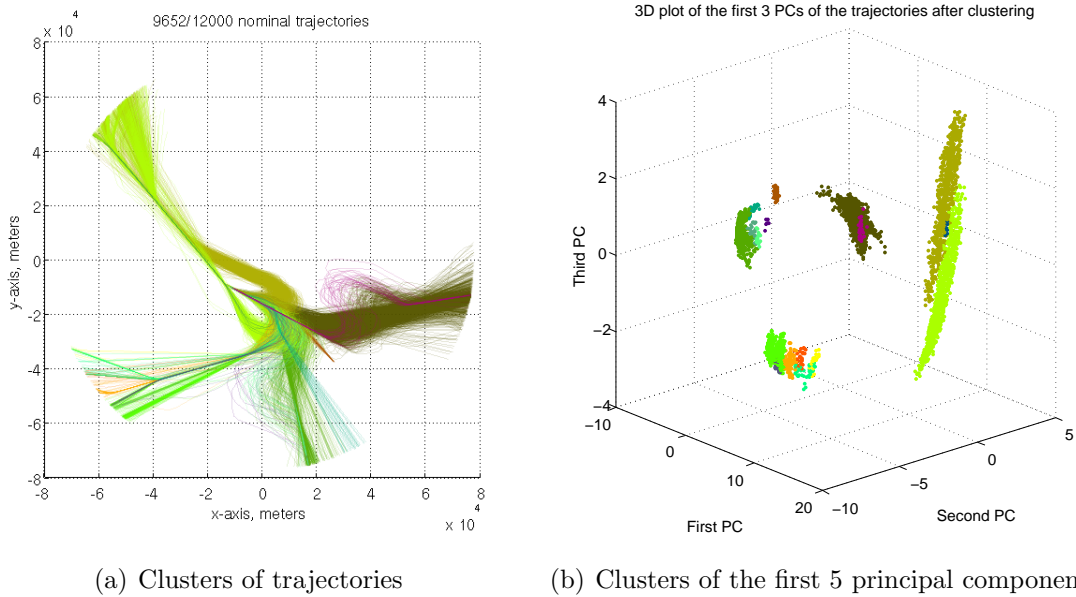 9652/12000 nominal trajectories
x 10 4
8
6
4
2
0
-2
-4
-6
-8
y-axis, meters
-8 -6 -4 -2 0 2 4 6 8
x-axis, meters
x 10 4
(a) Clusters of trajectories
3D plot of the first 3 PCs of the trajectories after clustering
4
2
0
−2
−4
Third PC
−10
0
10
20
First PC
−10
−5
0
5
Second PC
(b) Clusters of the first 5 principal componen